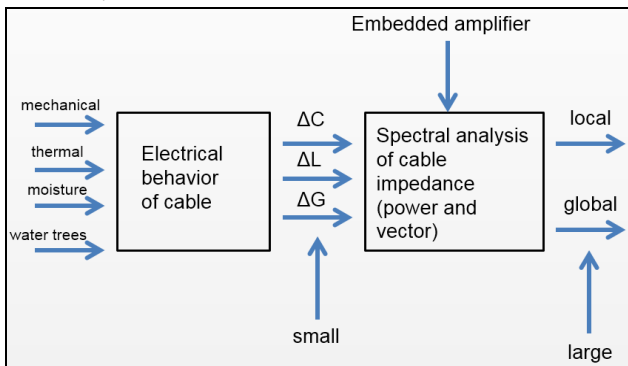 Embedded amplifier
mechanical
thermal
moisture
water trees
Electrical
behavior
of cable
ΔC
ΔL
ΔG
small
Spectral analysis
of cable
impedance
(power and
vector)
local
global
large